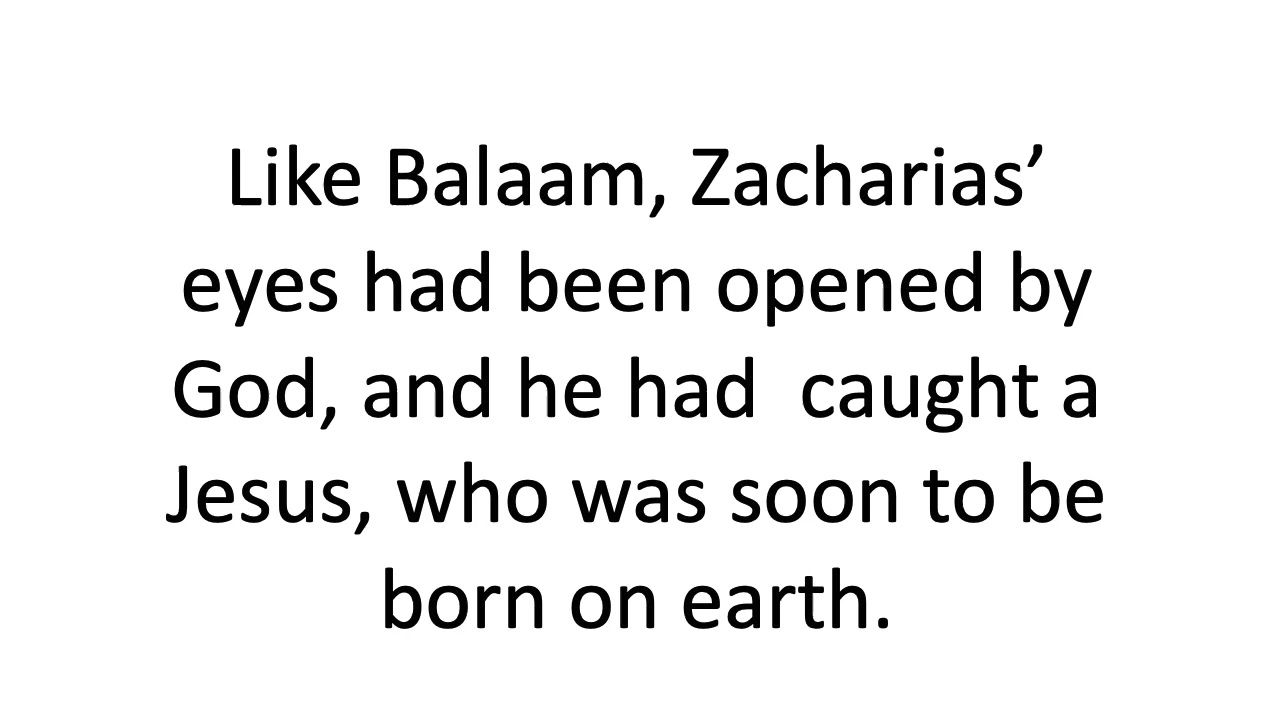 Like Balaam, Zacharias’
eyes had been opened by
God, and he had  caught a
Jesus, who was soon to be
born on earth.